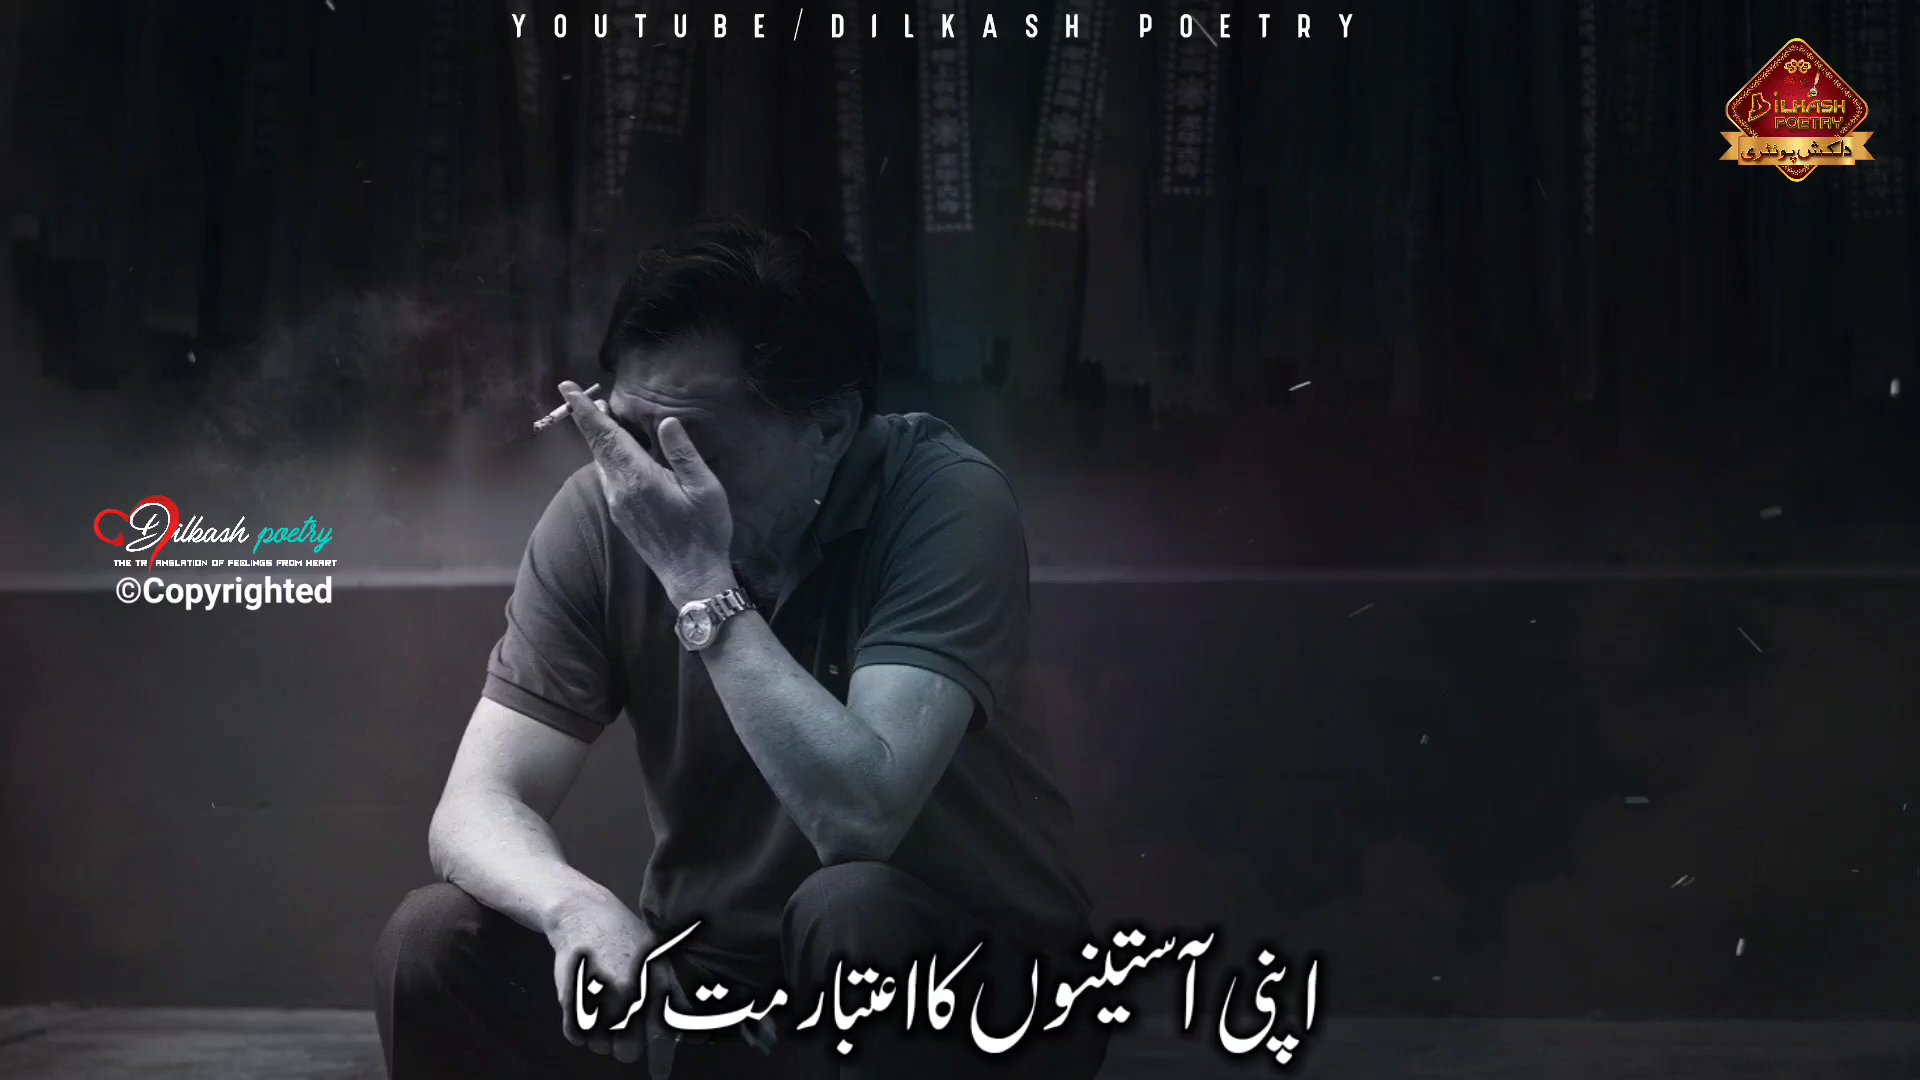 YOUTUBE/DILKASH POETRY
DILKASH
POETRY
دلکش پوئٹری
Dilkash poetry
THE TRANSLATION OF FEELINGS FROM HEART
©Copyrighted
اپنی آستینوں کا اعتبار مت کرنا